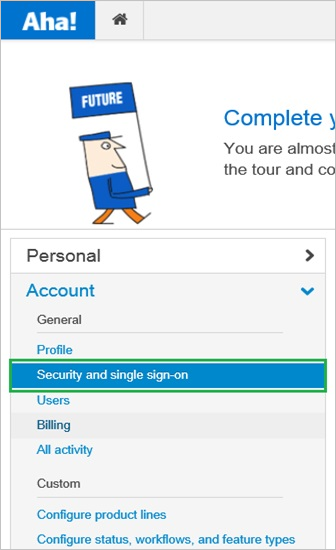 Aha!
FUTURE
Complete y
You are almost
the tour and co
Personal
Account
General
Profile
Security and single sign-on
Users
Billing
All activity
Custom
Configure product lines
Configure status, workflows, and feature types